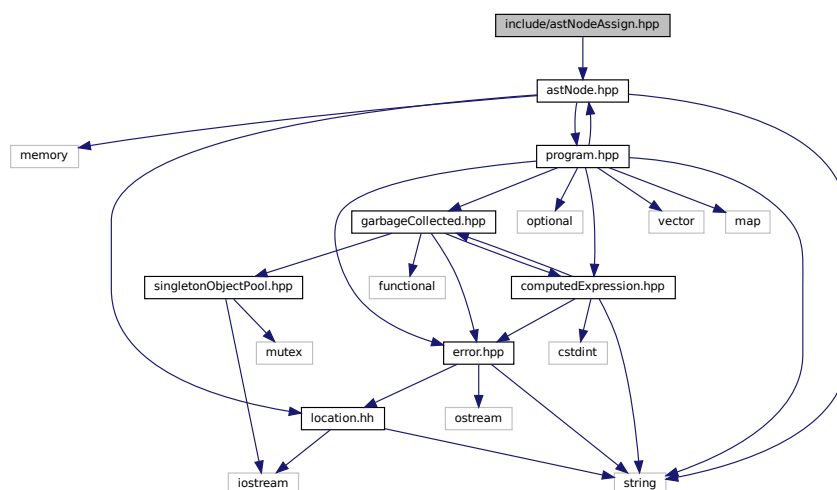 include/astNodeAssign.hpp
astNode.hpp
memory
program.hpp
garbageCollected.hpp
optional
vector
map
singletonObjectPool.hpp
functional
computedExpression.hpp
mutex
error.hpp
cstdint
location.hh
ostream
iostream
string